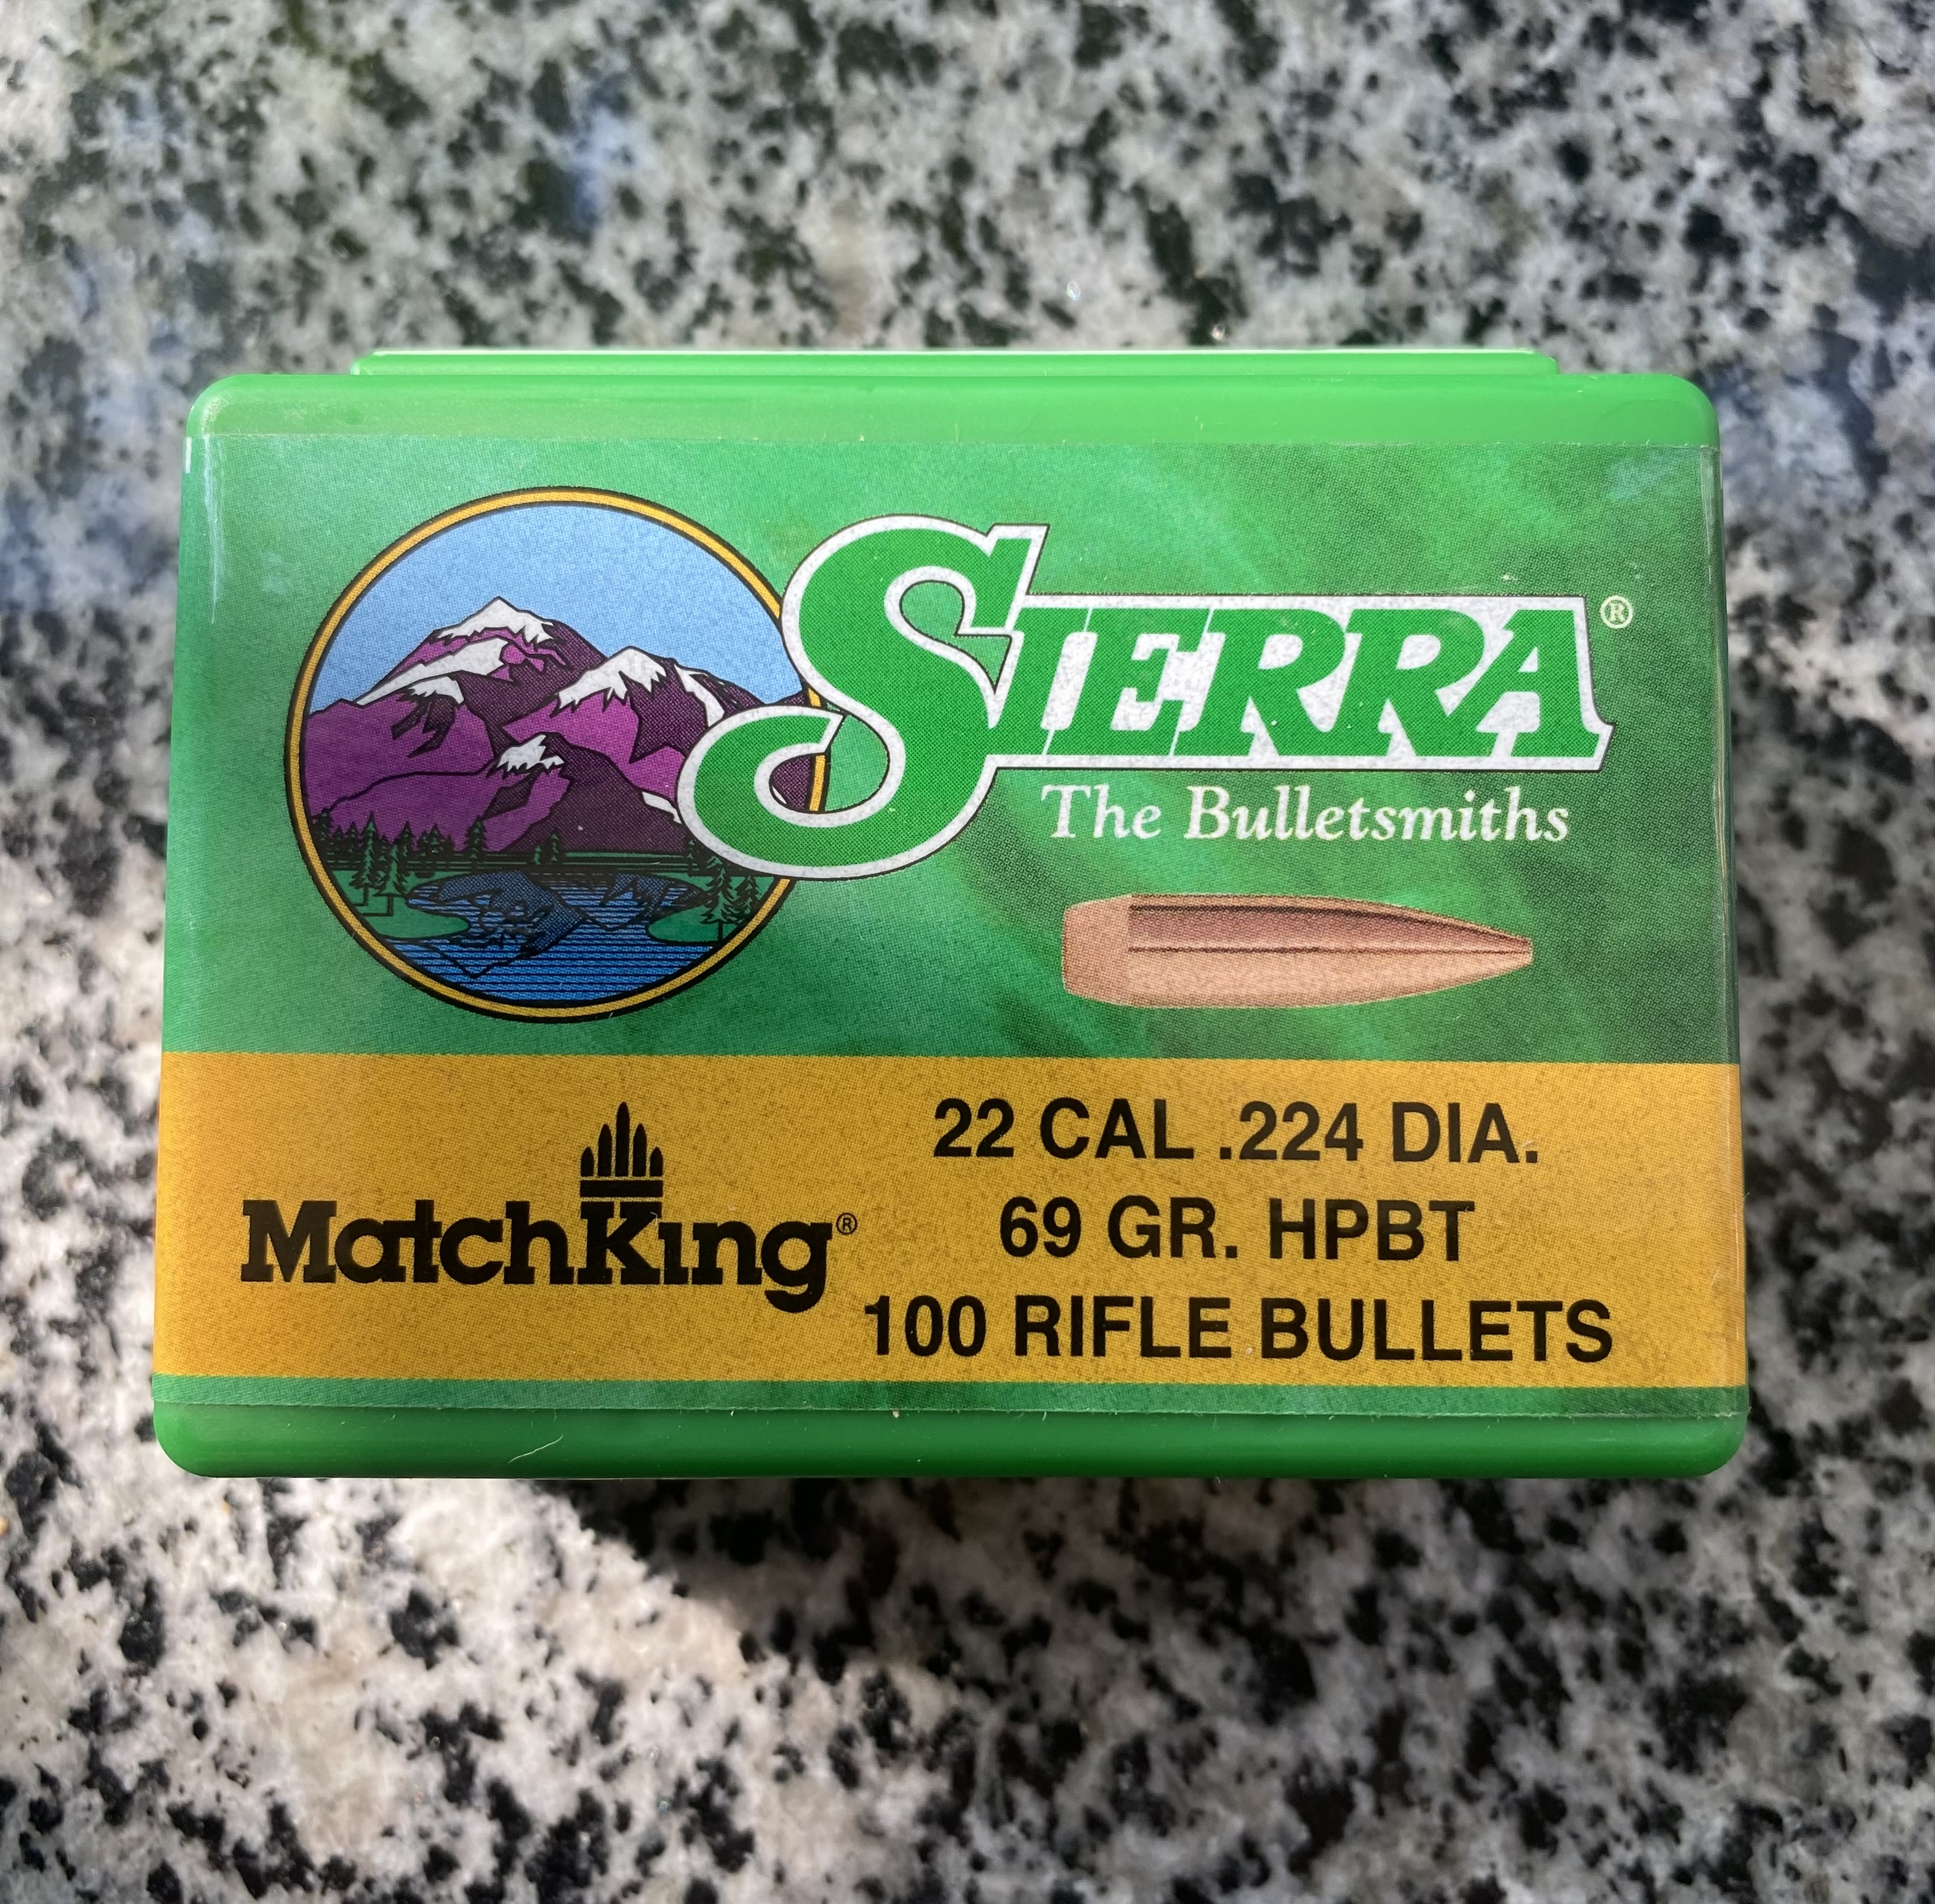 SIERRA®
The Bulletsmiths
MatchKing®
22 CAL .224 DIA.
69 GR. HPBT
100 RIFLE BULLETS